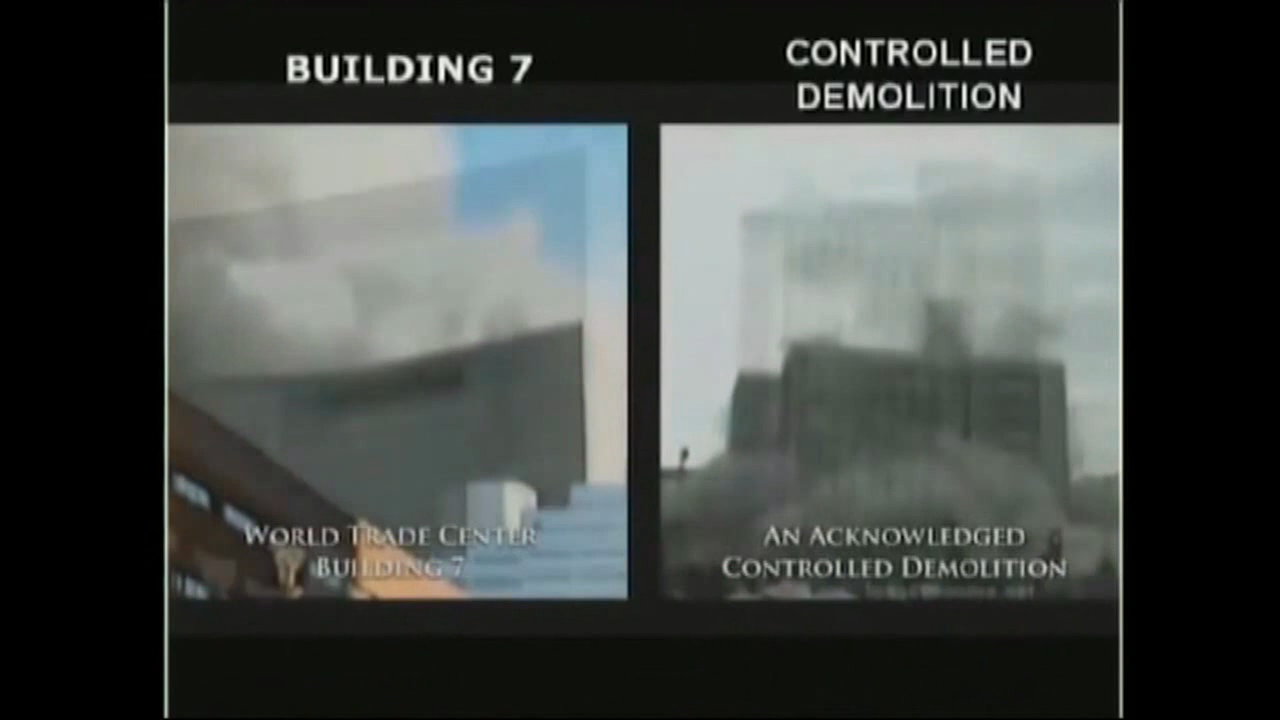 BUILDING 7
CONTROLLED
DEMOLITION
WORLD TRADE CENTER
BUILDING 7
AN ACKNOWLEDGED
CONTROLLED DEMOLITION